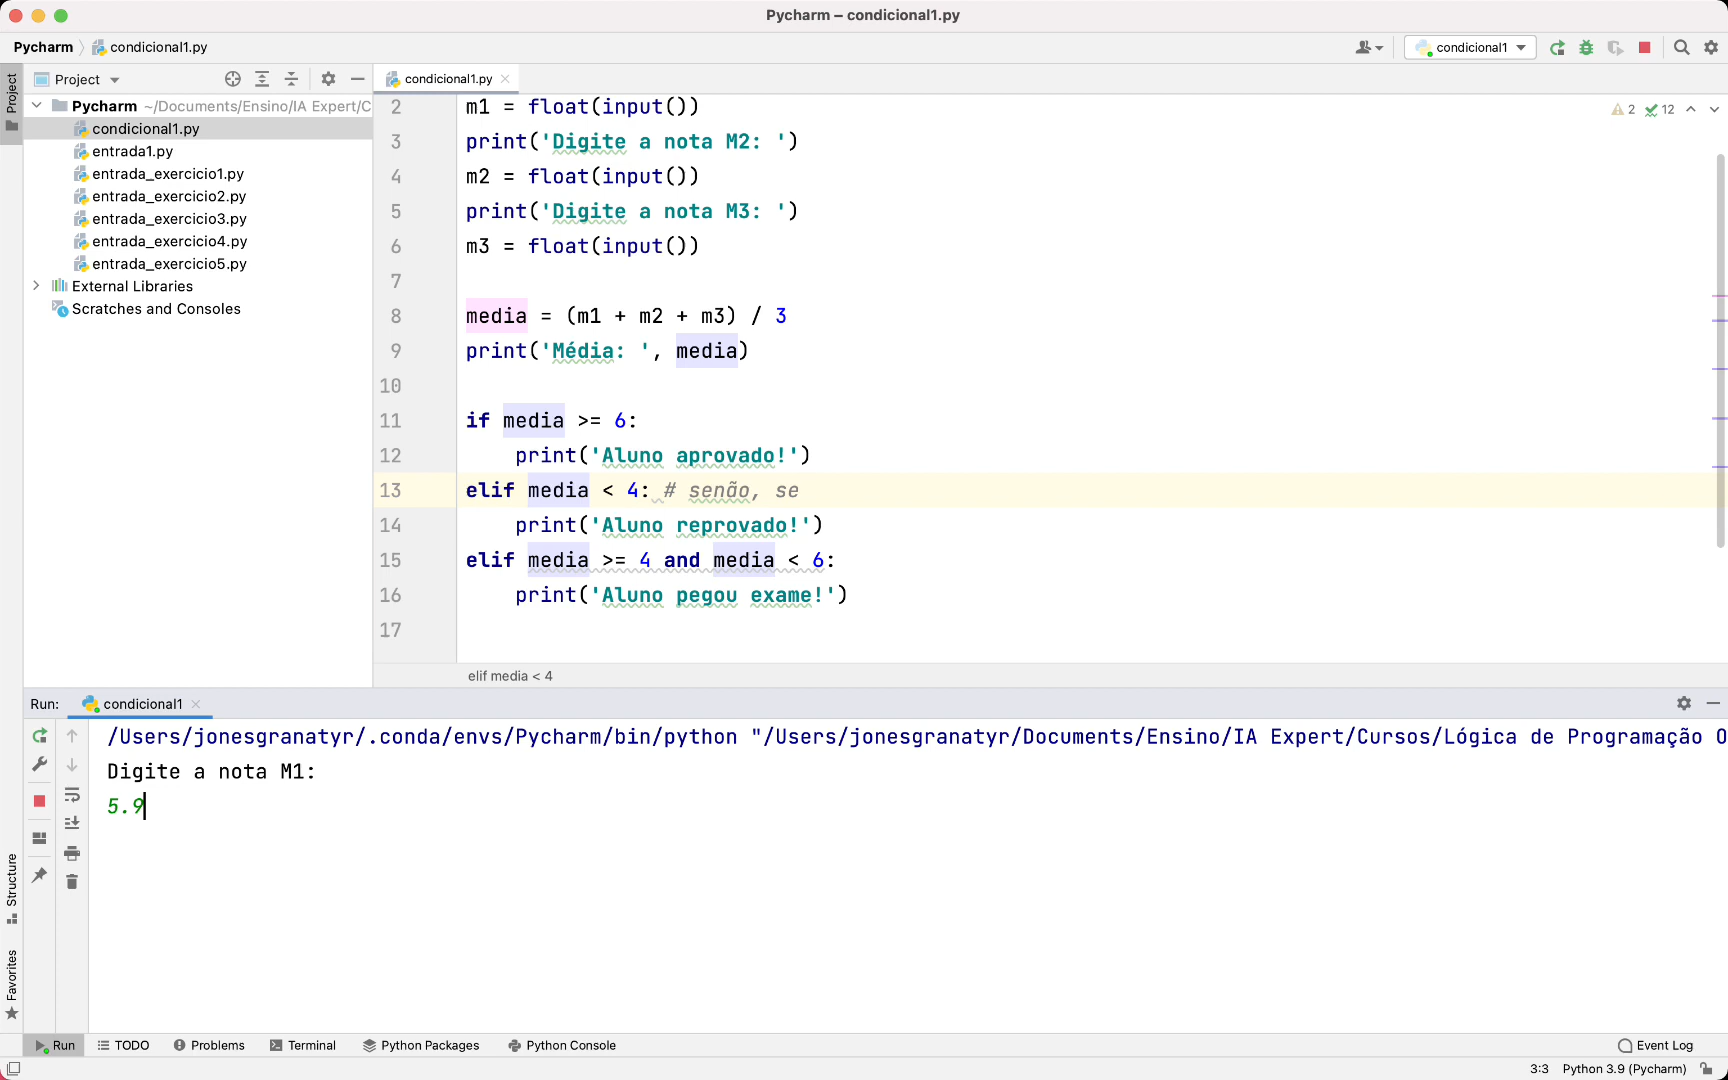 Pycharm – condicional1.py
Pycharm condicional1.py
condicional1
Project
condicional1.py
Project
Pycharm ~/Documents/Ensino/IA Expert/C
condicional1.py
entrada1.py
entrada_exercicio1.py
entrada_exercicio2.py
entrada_exercicio3.py
entrada_exercicio4.py
entrada_exercicio5.py
External Libraries
Scratches and Consoles
2 m1 = float(input())
2 12
3 print('Digite a nota M2: ')
4 m2 = float(input())
5 print('Digite a nota M3: ')
6 m3 = float(input())
7
8 media = (m1 + m2 + m3) / 3
9 print('Média: ', media)
10
11 if media >= 6:
12 print('Aluno aprovado!')
13 elif media < 4: # senão, se
14 print('Aluno reprovado!')
15 elif media >= 4 and media < 6:
16 print('Aluno pegou exame!')
17
elif media < 4
Run: condicional1
/Users/jonesgranatyr/.conda/envs/Pycharm/bin/python "/Users/jonesgranatyr/Documents/Ensino/IA Expert/Cursos/Lógica de Programação O
Digite a nota M1:
5.9
Structure
Favorites
Run TODO Problems Terminal Python Packages Python Console Event Log
3:3 Python 3.9 (Pycharm)